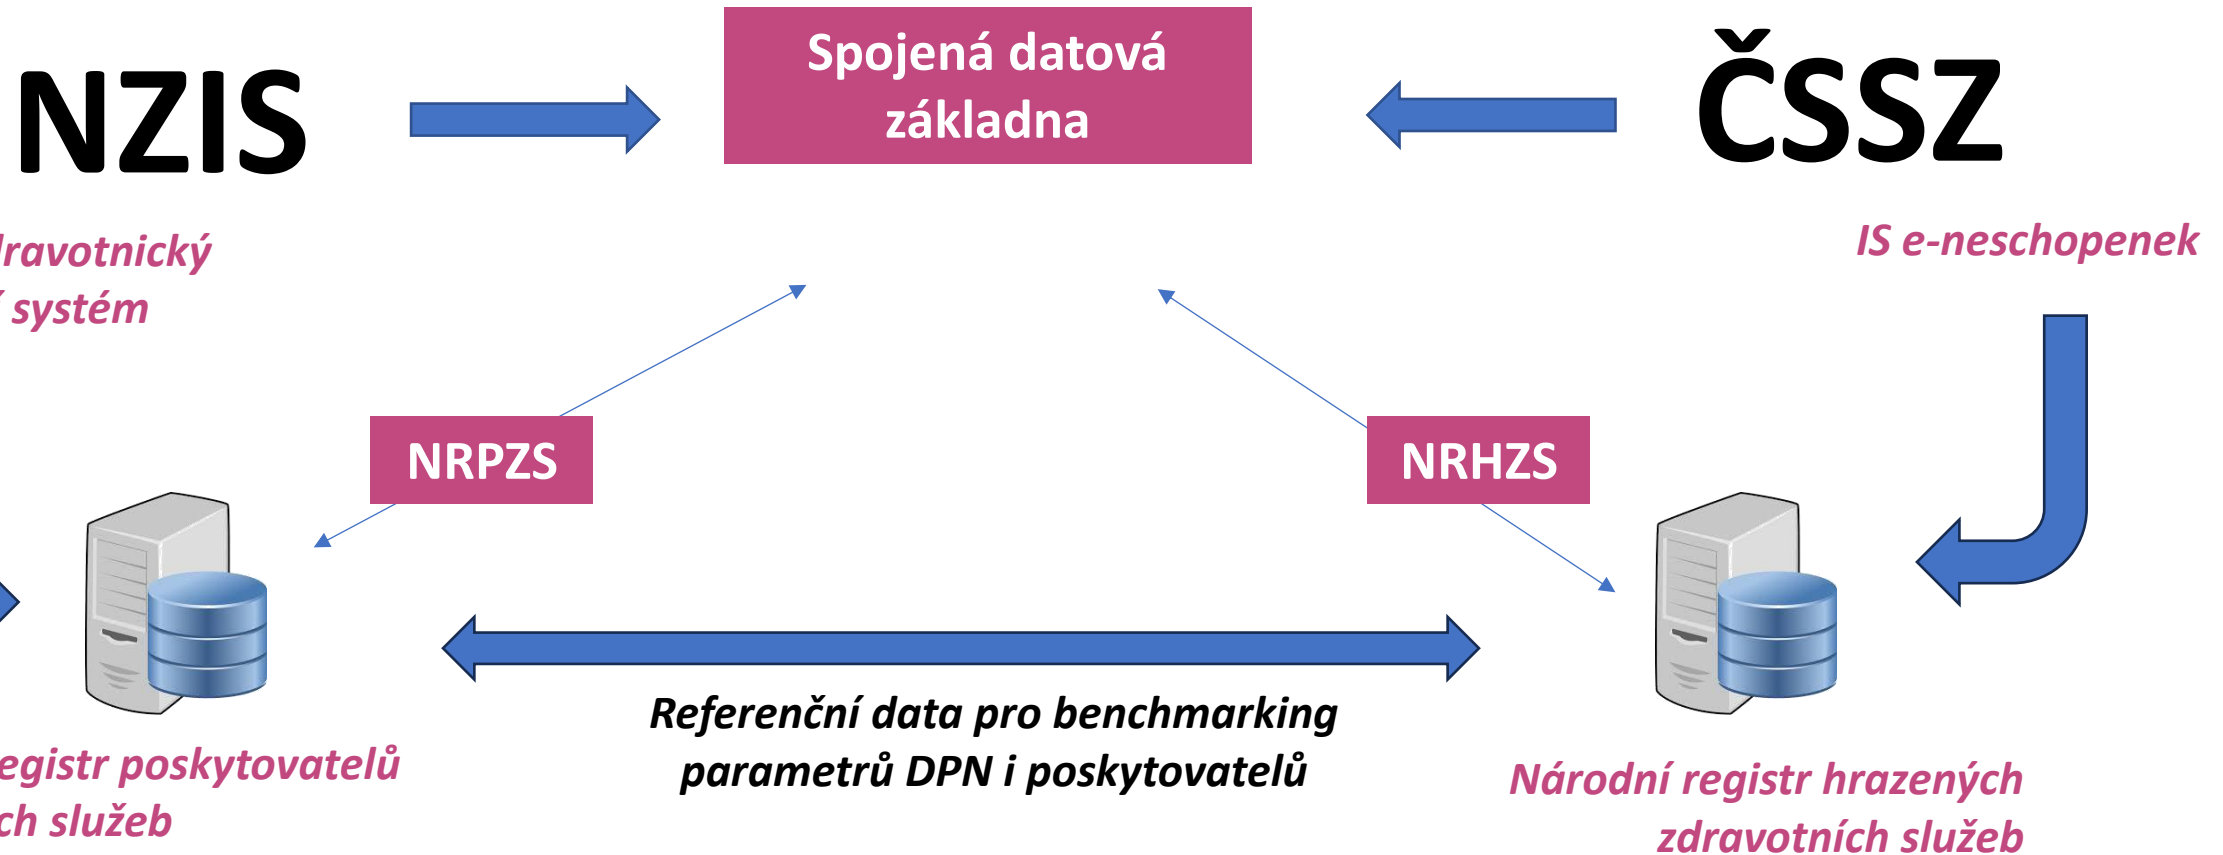 NZIS
Spojená datová
základna
ČSSZ
dravotnický
í systém
IS e-neschopenek
NRPZS
NRHZS
Referenční data pro benchmarking
parametrů DPN i poskytovatelů
egistr poskytovatelů
ch služeb
Národní registr hrazených
zdravotních služeb